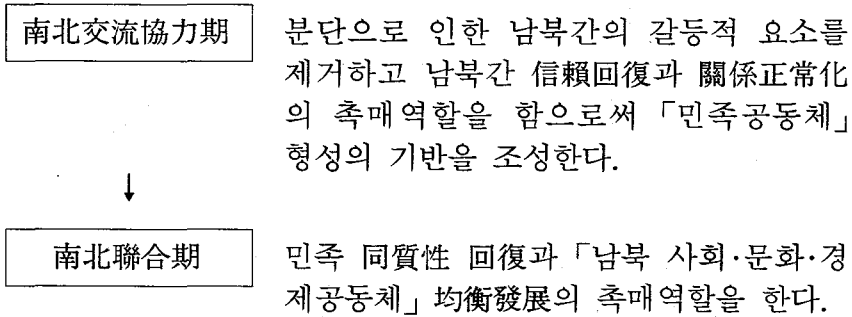 南北交流協力期
분단으로 인한 남북간의 갈등적 요소를
제거하고 남북간 信賴回復과 關係正常化
의 촉매역할을 함으로써 「민족공동체」
형성의 기반을 조성한다.
↓
南北聯合期
민족 同質性 回復과 「남북 사회·문화·경
제공동체」 均衡發展의 촉매역할을 한다.